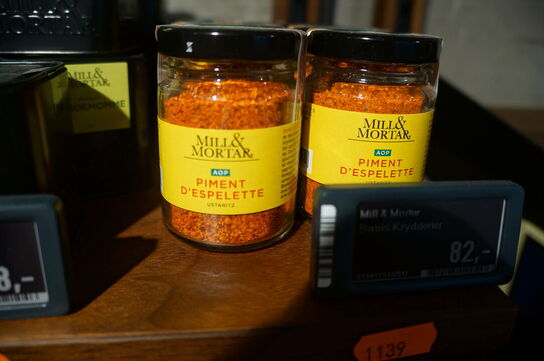 MILL&
MORTAR
MILL&
MORTAR
AOP
PIMENT
D'ESPELETTE
USTARITZ
MILL&
MORTAR
AOP
PIMENT
D'ESPELETTE
USTARITZ
Mill & Mortar
Basis Krydderier
82,-
8,-
1139